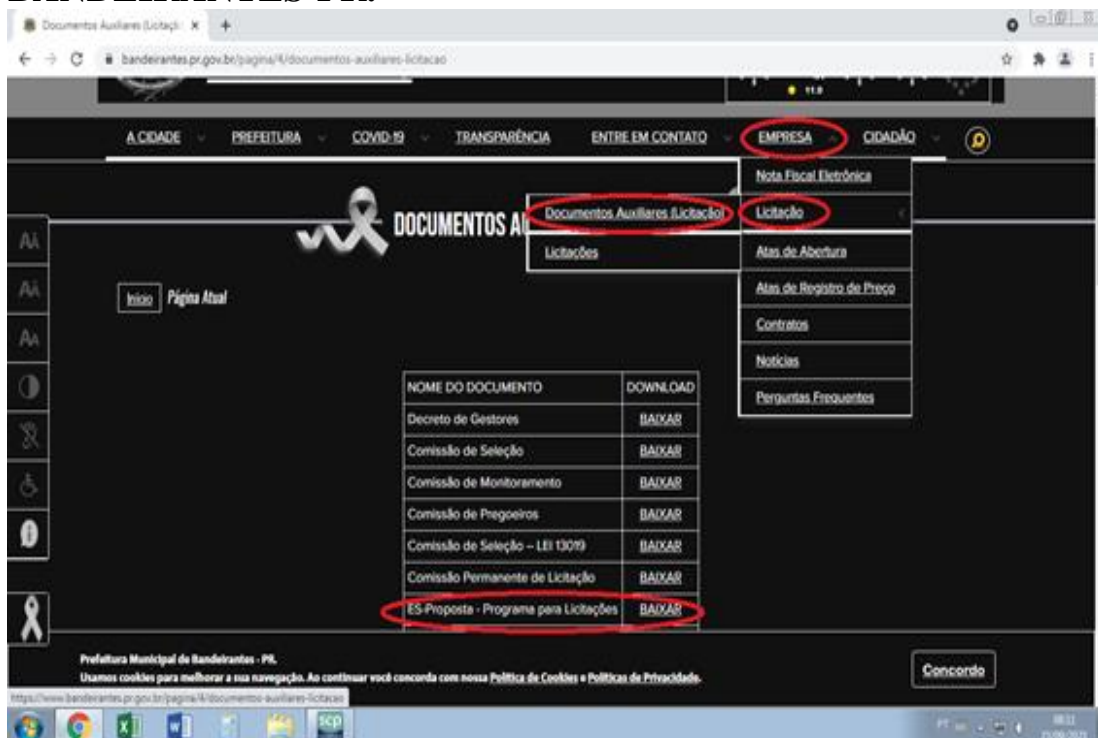 BANDEIRANTES-PR.
Documentos Auxiliares (Licitaçã
bandeirantes.pr.gov.br/pagina/4/documentos-auxiliares-licitacao
11.8
A CIDADE PREFEITURA COVID-19 TRANSPARÊNCIA ENTRE EM CONTATO EMPRESA CIDADÃO
Nota Fiscal Eletrônica
DOCUMENTOS AU
Documentos Auxiliares (Licitação)
Licitação
Licitações
Atas de Abertura
Atas de Registro de Preço
Contratos
Notícias
Perguntas Frequentes
Início Página Atual
NOME DO DOCUMENTO DOWNLOAD
Decreto de Gestores BAIXAR
Comissão de Seleção BAIXAR
Comissão de Monitoramento BAIXAR
Comissão de Pregoeiros BAIXAR
Comissão de Seleção – LEI 13019 BAIXAR
Comissão Permanente de Licitação BAIXAR
ES-Proposta - Programa para Licitações BAIXAR
Prefeitura Municipal de Bandeirantes - PR.
Usamos cookies para melhorar a sua navegação. Ao continuar você concorda com nossa Política de Cookies e Políticas de Privacidade.
Concordo
https://www.bandeirantes.pr.gov.br/pagina/4/documentos-auxiliares-licitacao
scp
PT